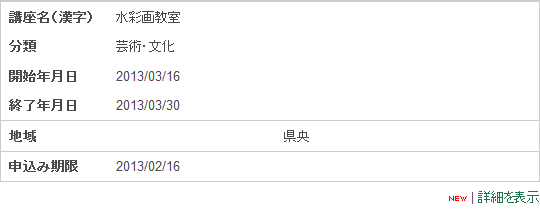 講座名(漢字) 水彩画教室
分類 芸術・文化
開始年月日 2013/03/16
終了年月日 2013/03/30
地域 県央
申込み期限 2013/02/16
NEW | 詳細を表示